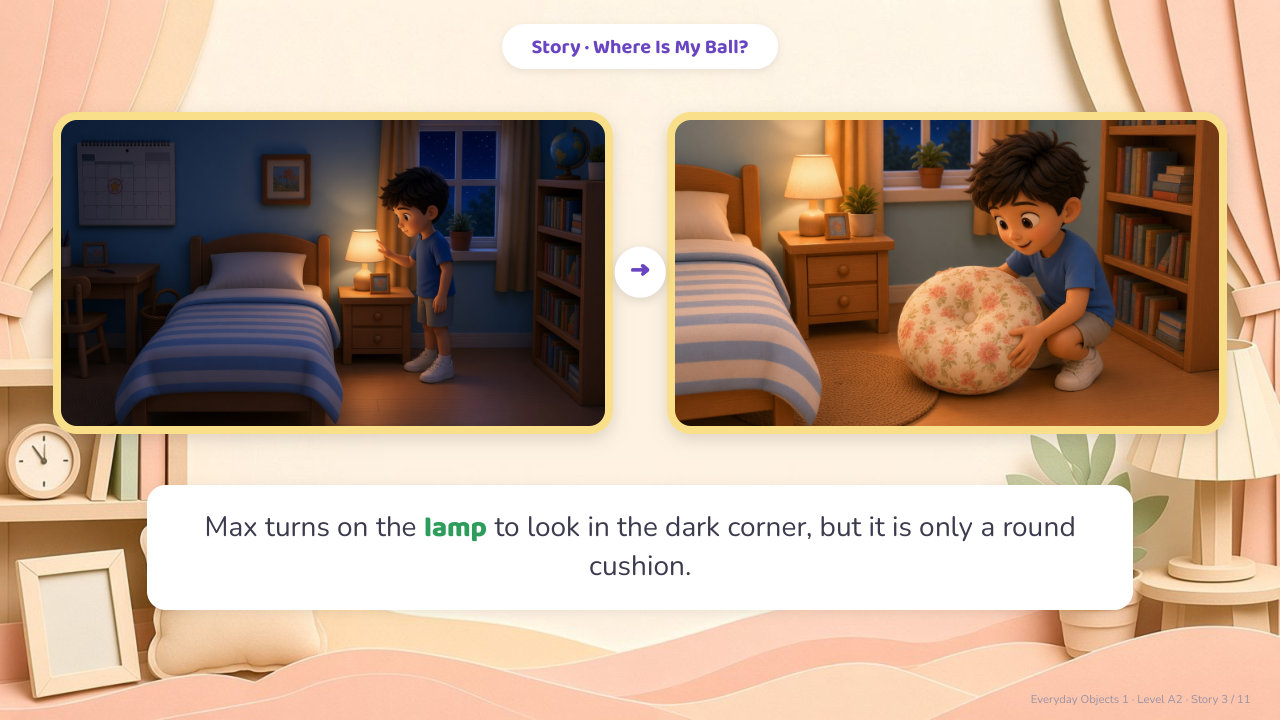 Story · Where Is My Ball?
Max turns on the lamp to look in the dark corner, but it is only a round
cushion.
Everyday Objects 1 · Level A2 · Story 3 / 11